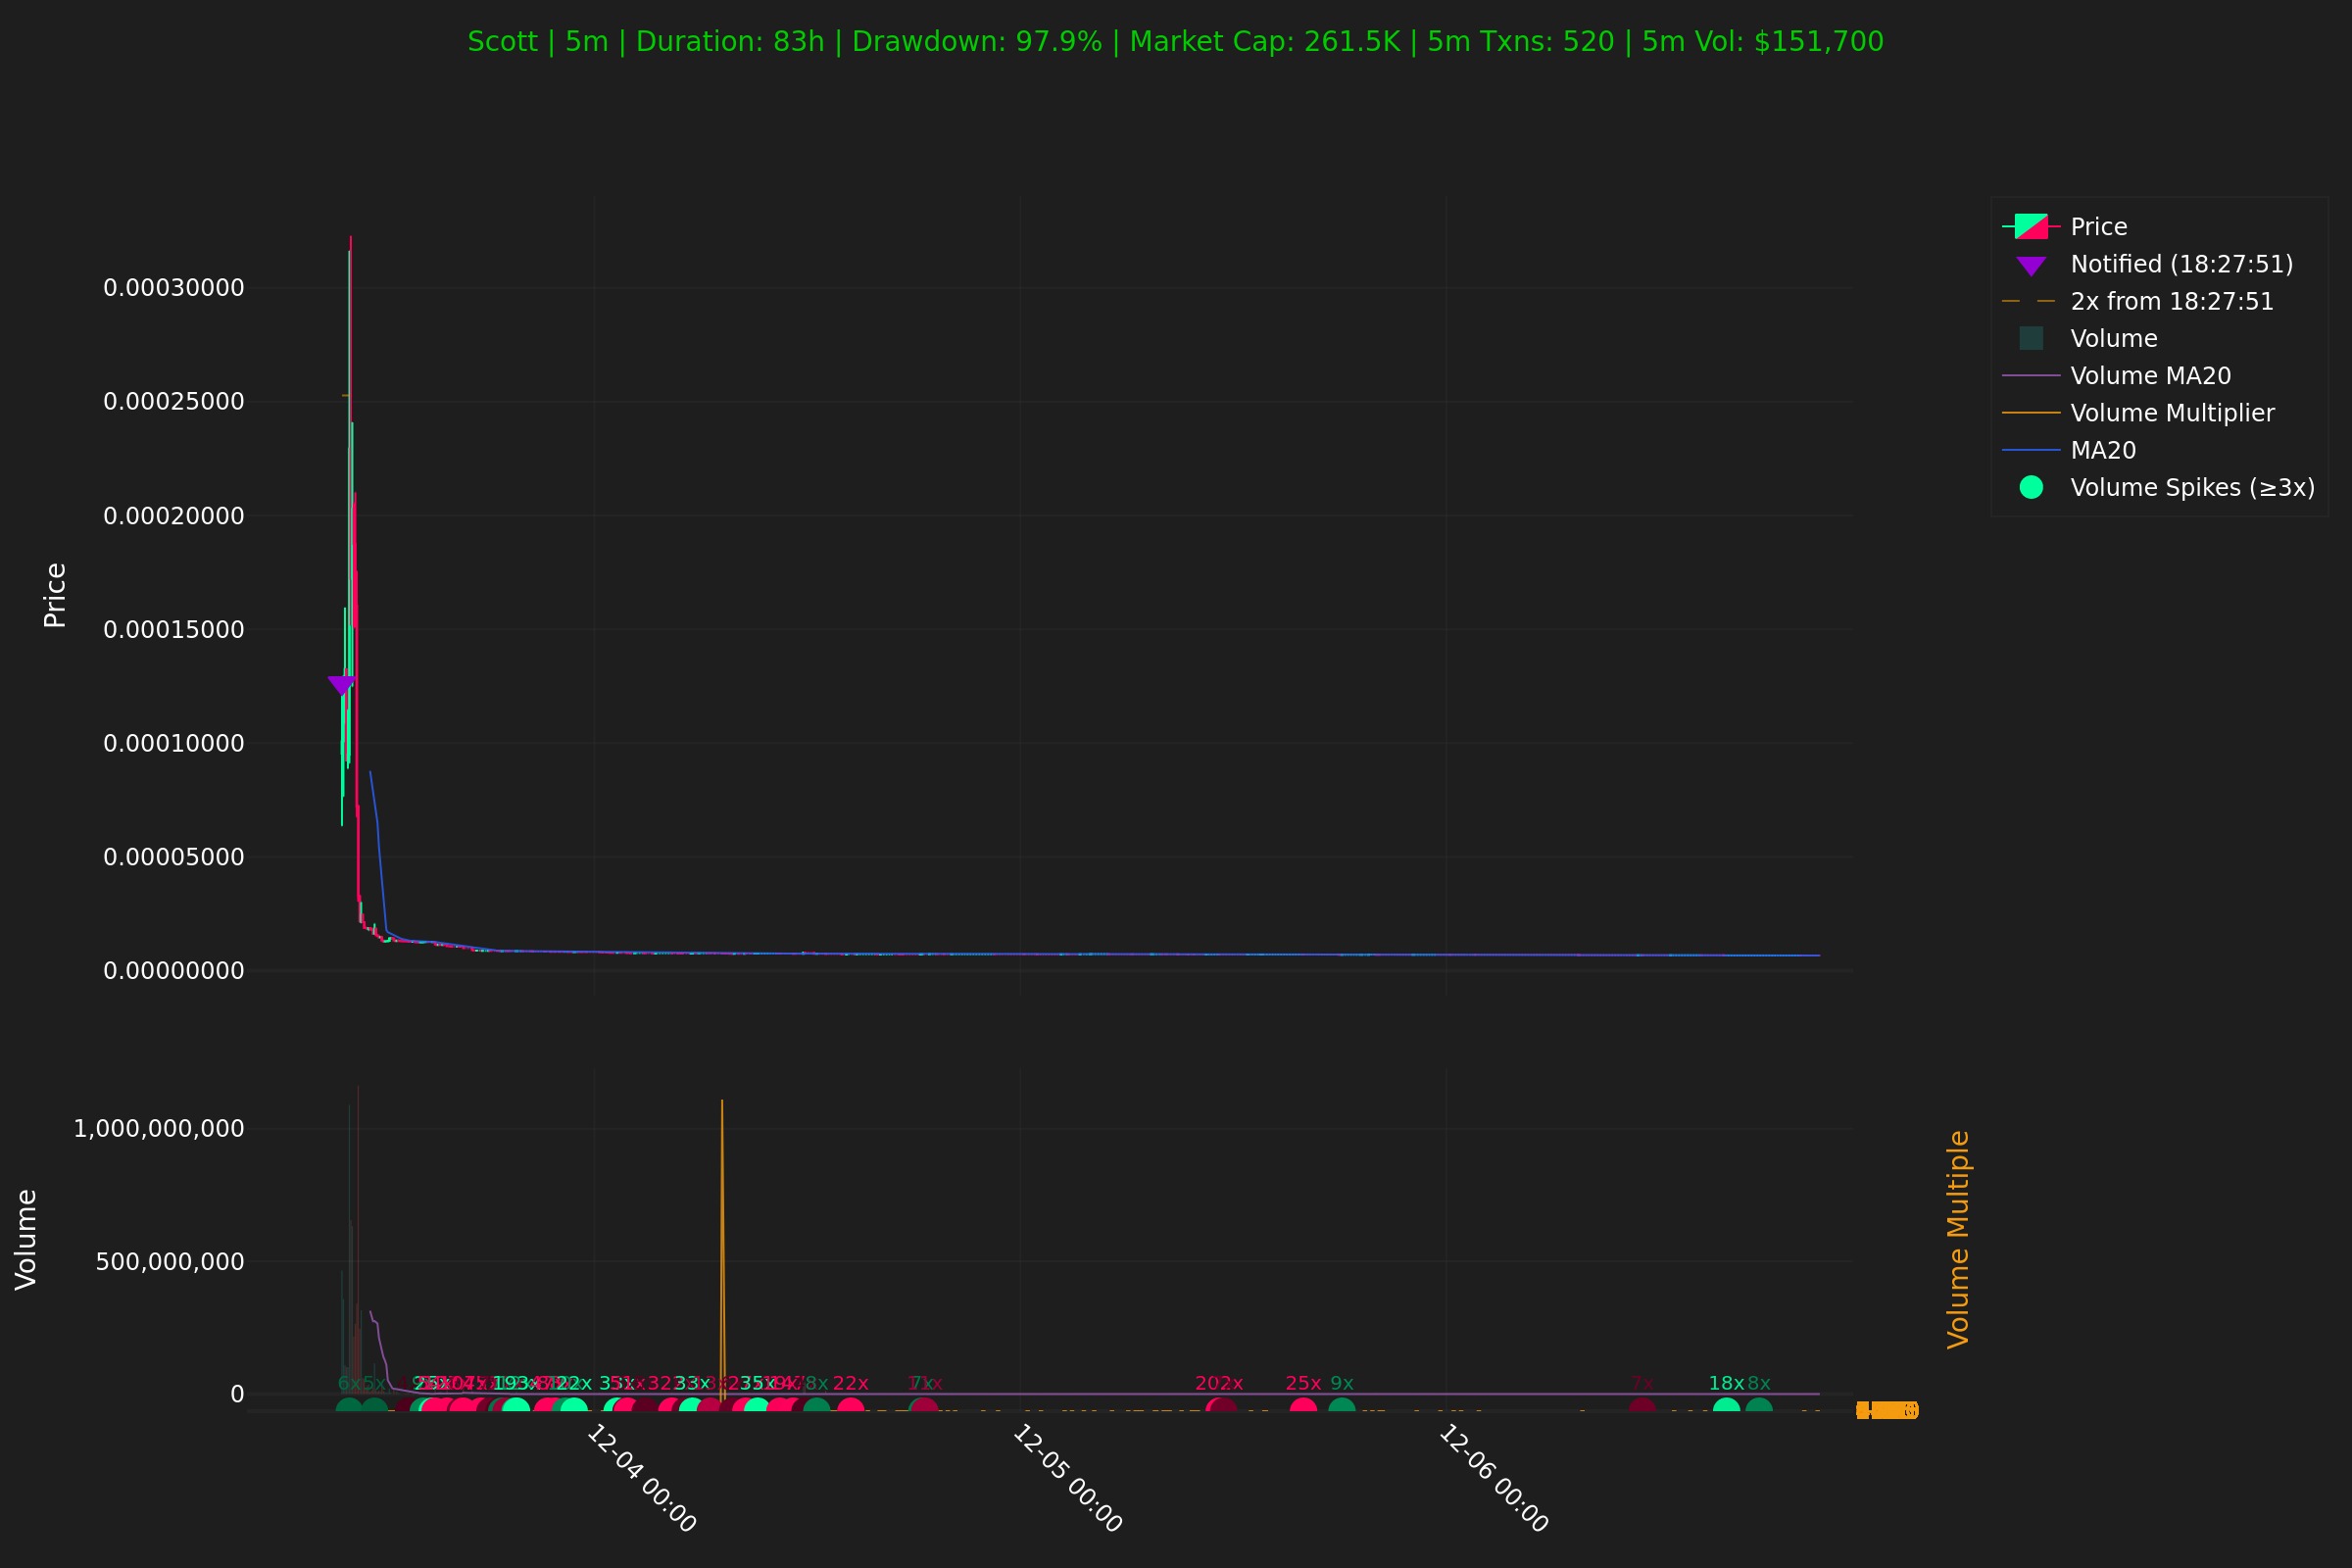 Scott | 5m | Duration: 83h | Drawdown: 97.9% | Market Cap: 261.5K | 5m Txns: 520 | 5m Vol: $151,700
Price
Notified (18:27:51)
2x from 18:27:51
Volume
Volume MA20
Volume Multiplier
MA20
Volume Spikes (≥3x)
Price
0.00030000
0.00025000
0.00020000
0.00015000
0.00010000
0.00005000
0.00000000
Volume
1,000,000,000
500,000,000
0
Volume Multiple
6x 5x 22x 33x 35x 8x 22x 7x 25x 9x 7x 18x 8x
12-04 00:00
12-05 00:00
12-06 00:00